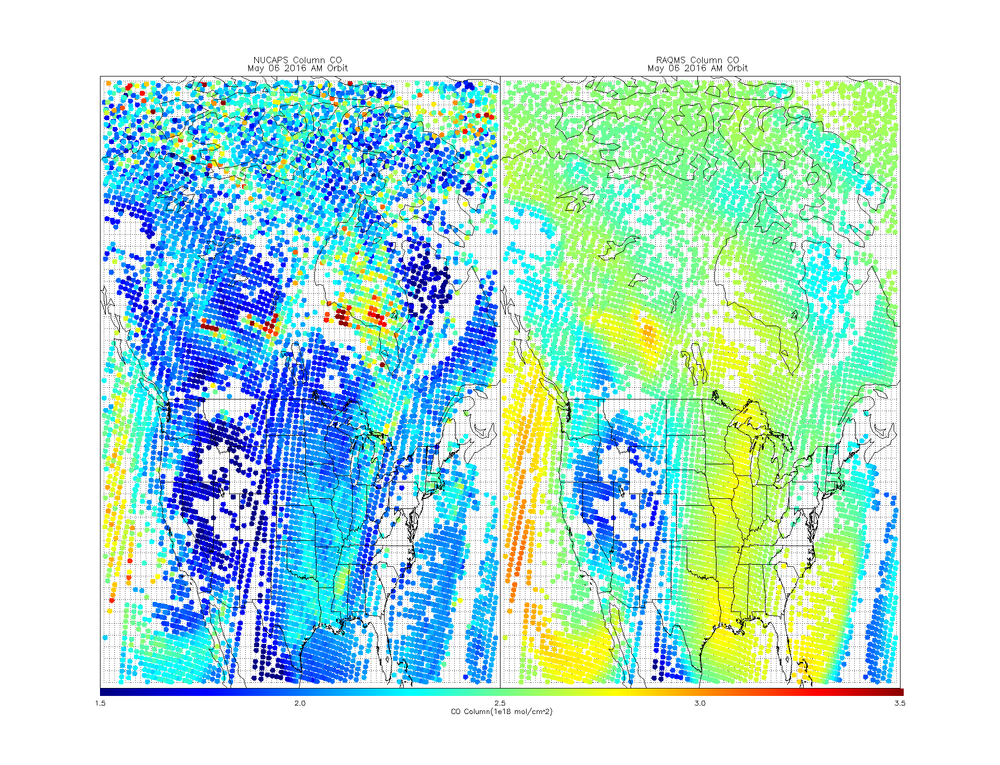 NUCAPS Column CO
May 06 2016 AM Orbit
RAQMS Column CO
May 06 2016 AM Orbit
1.5 2.0 2.5 3.0 3.5
CO Column(1e18 mol/cm^2)